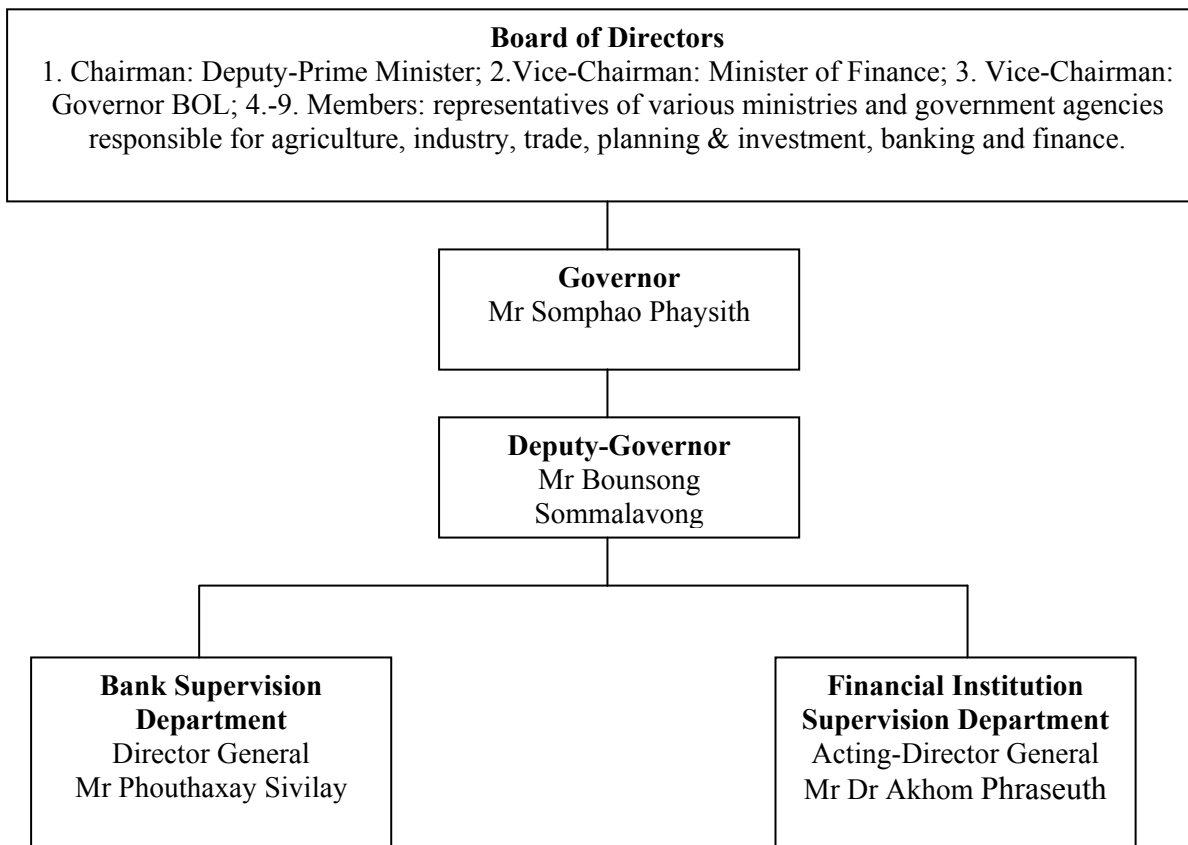 Board of Directors
1. Chairman: Deputy-Prime Minister; 2.Vice-Chairman: Minister of Finance; 3. Vice-Chairman:
Governor BOL; 4.-9. Members: representatives of various ministries and government agencies
responsible for agriculture, industry, trade, planning & investment, banking and finance.
Governor
Mr Somphao Phaysith
Deputy-Governor
Mr Bounsong
Sommalavong
Bank Supervision
Department
Director General
Mr Phouthaxay Sivilay
Financial Institution
Supervision Department
Acting-Director General
Mr Dr Akhom Phraseuth